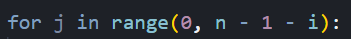 for j in range(0, n - 1 - i):